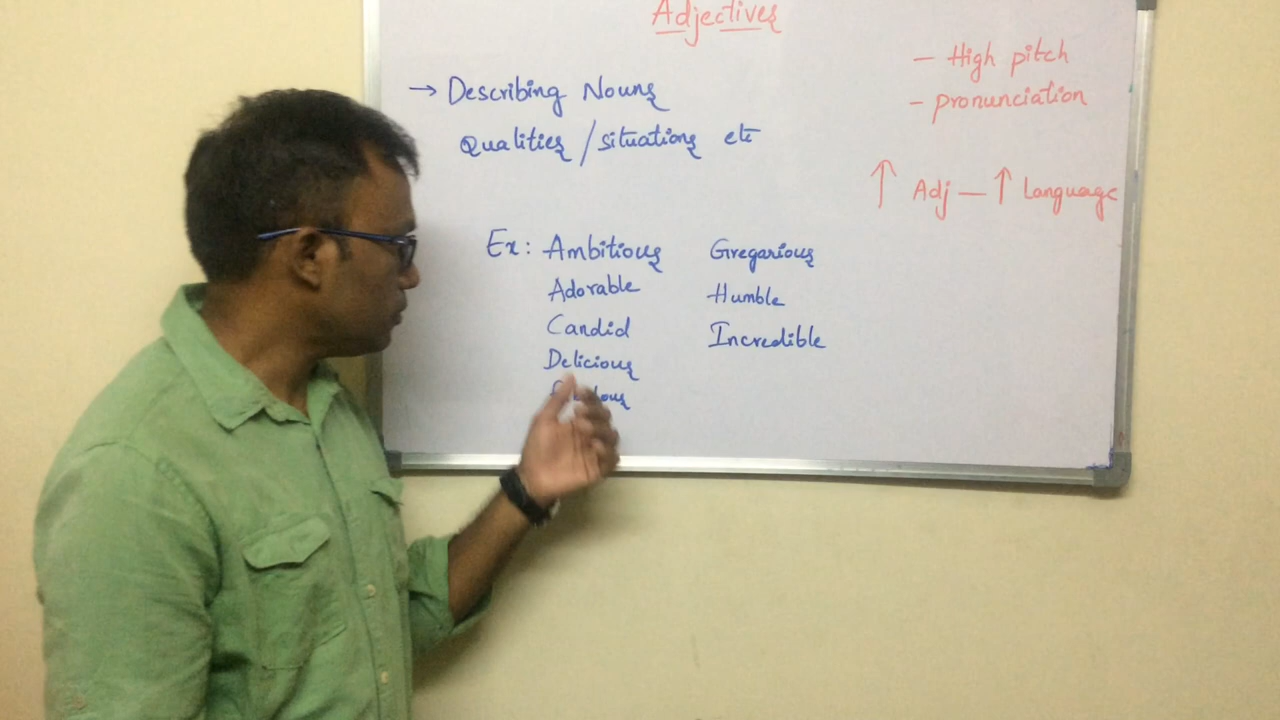 Adjectives
→ Describing Nouns
Qualities / situations etc
Ex: Ambitious
Adorable
Candid
Delicious
Gregarious
Humble
Incredible
- High pitch
- pronunciation
↑ Adj — ↑ Language